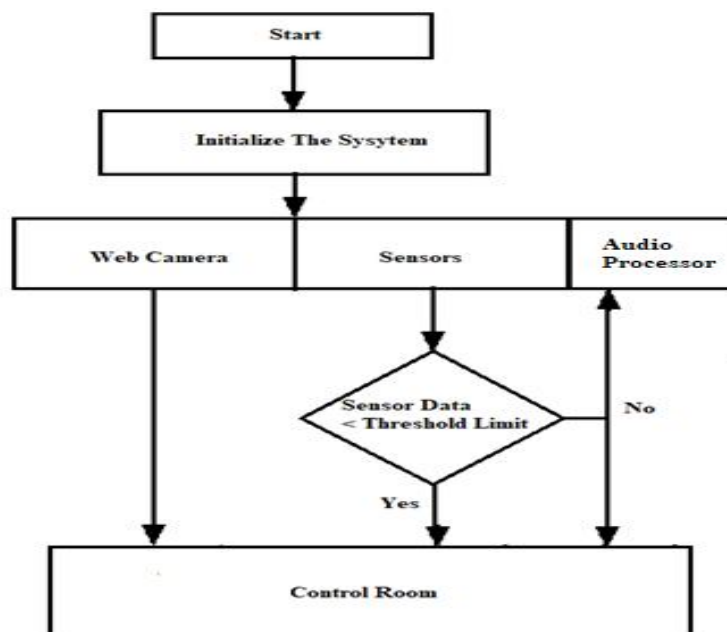 Start
Initialize The Sysytem
Web Camera
Sensors
Audio
Processor
Sensor Data
< Threshold Limit
No
Yes
Control Room